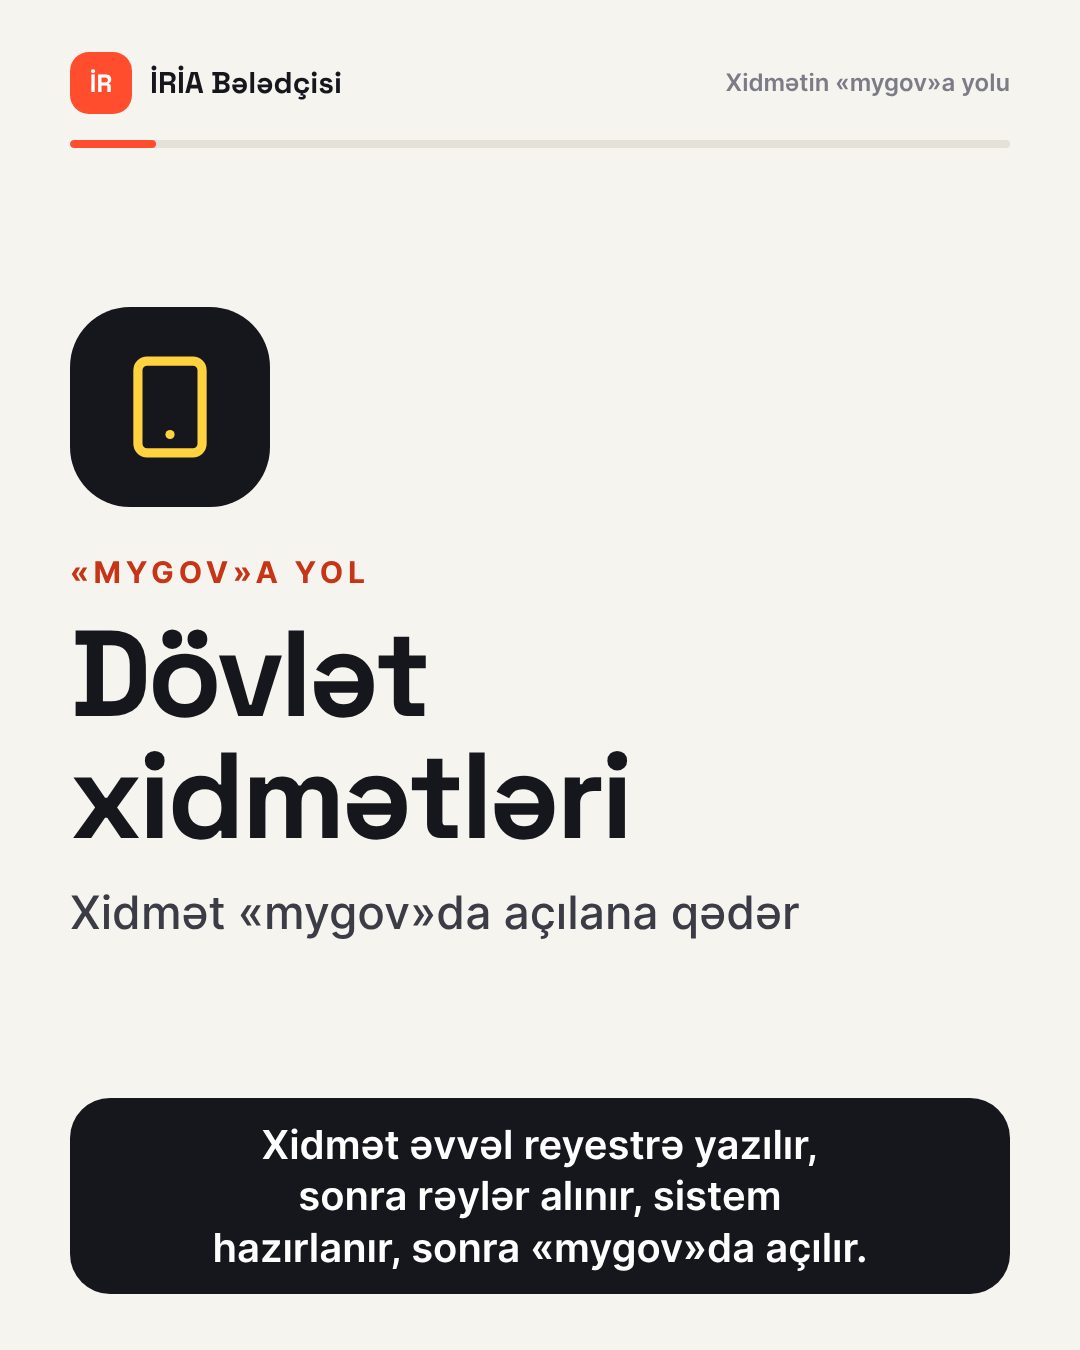 İR
İRİA Bələdçisi
Xidmətin «mygov»a yolu
«MYGOV»A YOL
Dövlət
xidmətləri
Xidmət «mygov»da açılana qədər
Xidmət əvvəl reyestrə yazılır,
sonra rəylər alınır, sistem
hazırlanır, sonra «mygov»da açılır.